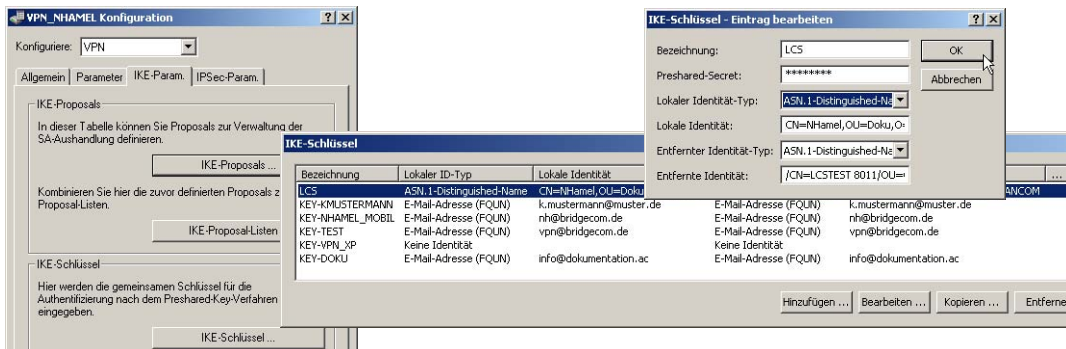 VPN_NHAMEL Konfiguration
Konfiguriere: VPN
Allgemein Parameter IKE-Param. IPSec-Param.
IKE-Proposals
In dieser Tabelle können Sie Proposals zur Verwaltung der
SA-Aushandlung definieren.
IKE-Proposals ...
Kombinieren Sie hier die zuvor definierten Proposals z
Proposal-Listen.
IKE-Proposal-Listen
IKE-Schlüssel
Hier werden die gemeinsamen Schlüssel für die
Authentifizierung nach dem Preshared-Key-Verfahren
eingegeben.
IKE-Schlüssel ...
IKE-Schlüssel
Bezeichnung Lokaler ID-Typ Lokale Identität ...
LCS ASN.1-Distinguished-Name CN=NHamel,OU=Doku ANCOM
KEY-KMUSTERMANN E-Mail-Adresse (FQUN) k.mustermann@muster.de E-Mail-Adresse (FQUN) k.mustermann@muster.de
KEY-NHAMEL_MOBIL E-Mail-Adresse (FQUN) nh@bridgecom.de E-Mail-Adresse (FQUN) nh@bridgecom.de
KEY-TEST E-Mail-Adresse (FQUN) vpn@bridgecom.de E-Mail-Adresse (FQUN) vpn@bridgecom.de
KEY-VPN_XP Keine Identität Keine Identität
KEY-DOKU E-Mail-Adresse (FQUN) info@dokumentation.ac E-Mail-Adresse (FQUN) info@dokumentation.ac
Hinzufügen ... Bearbeiten ... Kopieren ... Entferne
IKE-Schlüssel - Eintrag bearbeiten
Bezeichnung: LCS OK
Preshared-Secret: ******** Abbrechen
Lokaler Identität-Typ: ASN.1-Distinguished-Na
Lokale Identität: CN=NHamel,OU=Doku,O=
Entfernter Identität-Typ: ASN.1-Distinguished-Na
Entfernte Identität: /CN=LCSTEST 8011/OU=